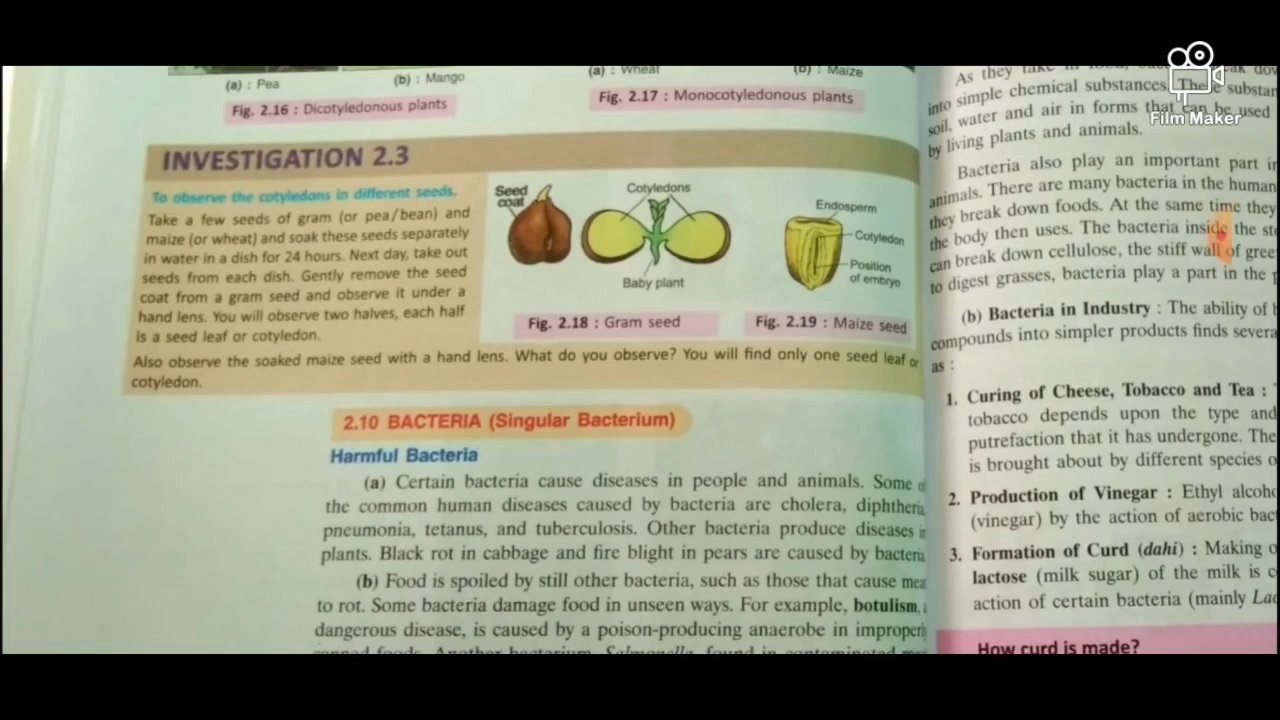 (a) : Pea
(b) : Mango
Fig. 2.16 : Dicotyledonous plants
(a) : Wheat
(b) : Maize
Fig. 2.17 : Monocotyledonous plants
INVESTIGATION 2.3
To observe the cotyledons in different seeds.
Take a few seeds of gram (or pea/bean) and
maize (or wheat) and soak these seeds separately
in water in a dish for 24 hours. Next day, take out
seeds from each dish. Gently remove the seed
coat from a gram seed and observe it under a
hand lens. You will observe two halves, each half
is a seed leaf or cotyledon.
Also observe the soaked maize seed with a hand lens. What do you observe? You will find only one seed leaf or
cotyledon.
Seed
coat
Cotyledons
Baby plant
Fig. 2.18 : Gram seed
Endosperm
Cotyledon
Position
of embryo
Fig. 2.19 : Maize seed
2.10 BACTERIA (Singular Bacterium)
Harmful Bacteria
(a) Certain bacteria cause diseases in people and animals. Some
the common human diseases caused by bacteria are cholera, diphtheria
pneumonia, tetanus, and tuberculosis. Other bacteria produce diseases
plants. Black rot in cabbage and fire blight in pears are caused by bacteria
(b) Food is spoiled by still other bacteria, such as those that cause
to rot. Some bacteria damage food in unseen ways. For example, botulism,
dangerous disease, is caused by a poison-producing anaerobe in
foods. Another bacterium, Salmonella, found in contaminated
As they take in
into simple chemical substances. These
soil, water and air in forms that can be used
by living plants and animals.
Bacteria also play an important part
animals. There are many bacteria in the human
they break down foods. At the same time they
the body then uses. The bacteria inside the
can break down cellulose, the stiff wall of
to digest grasses, bacteria play a part in the
(b) Bacteria in Industry : The ability of
compounds into simpler products finds
as :
1. Curing of Cheese, Tobacco and Tea :
tobacco depends upon the type and
putrefaction that it has undergone. The
is brought about by different species
2. Production of Vinegar : Ethyl
(vinegar) by the action of aerobic
3. Formation of Curd (dahi) : Making
lactose (milk sugar) of the milk is
action of certain bacteria (mainly
How curd is made?
Film Maker